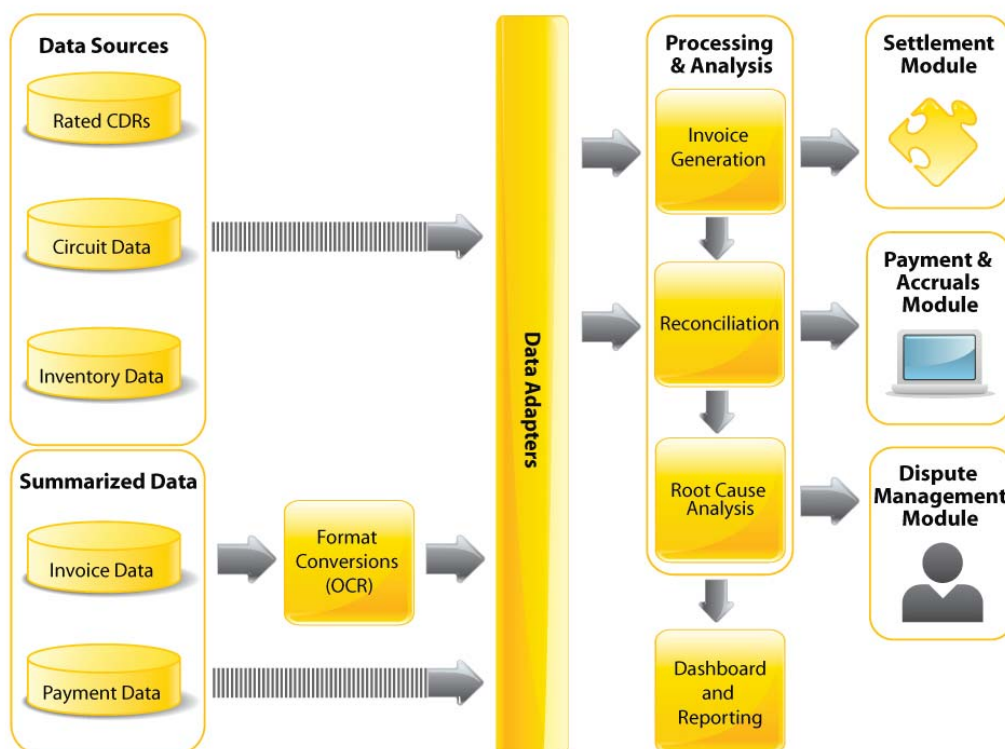 Data Sources
Rated CDRs
Circuit Data
Inventory Data
Summarized Data
Invoice Data
Payment Data
Format
Conversions
(OCR)
Data Adapters
Processing
& Analysis
Invoice
Generation
Reconciliation
Root Cause
Analysis
Dashboard
and
Reporting
Settlement
Module
Payment &
Accruals
Module
Dispute
Management
Module